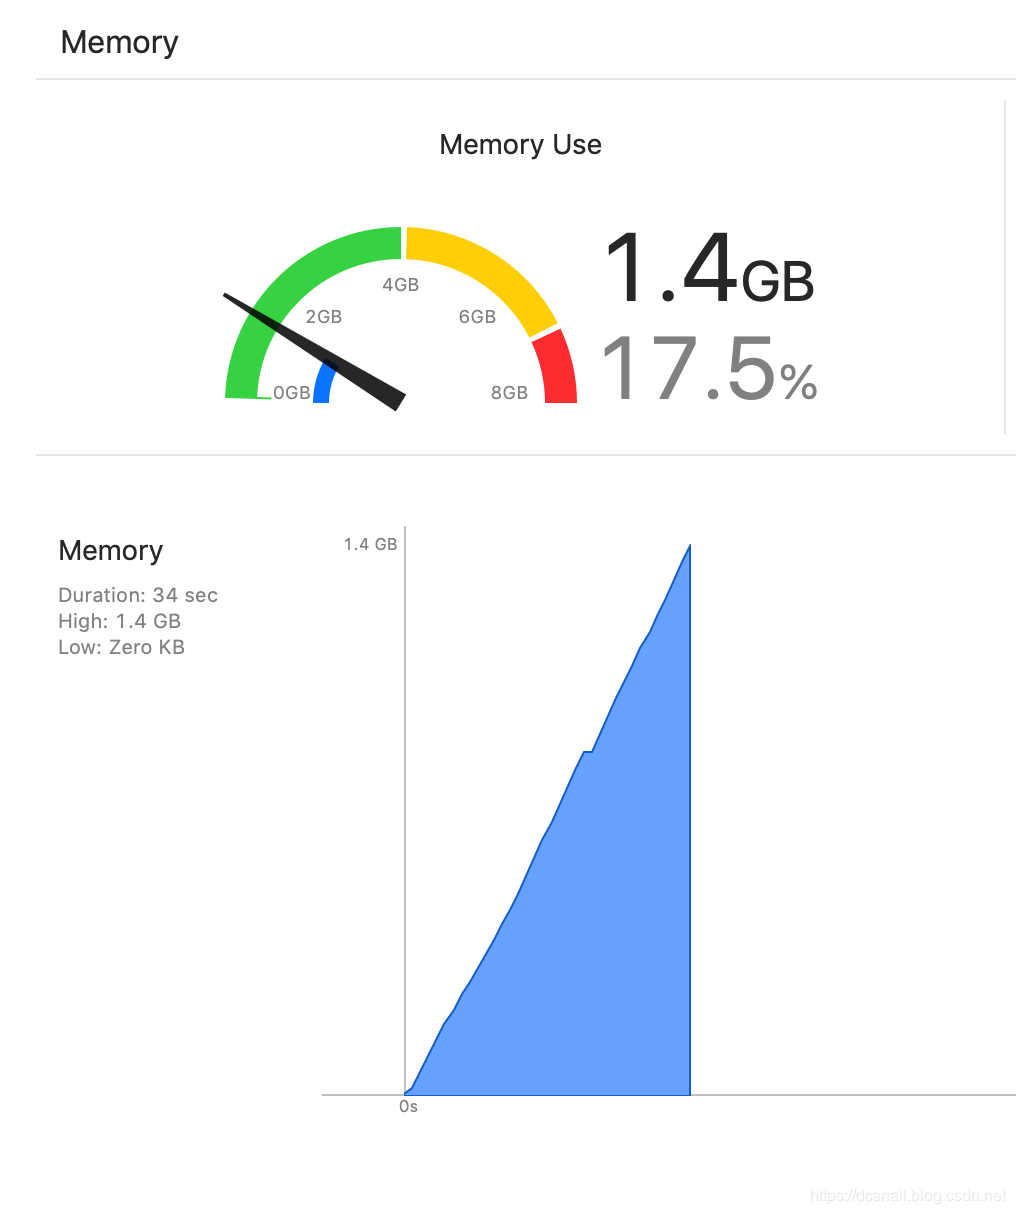 Memory
Memory Use
0GB
2GB
4GB
6GB
8GB
1.4GB
17.5%
Memory
Duration: 34 sec
High: 1.4 GB
Low: Zero KB
1.4 GB
0s
https://dcsnail.blog.csdn.net